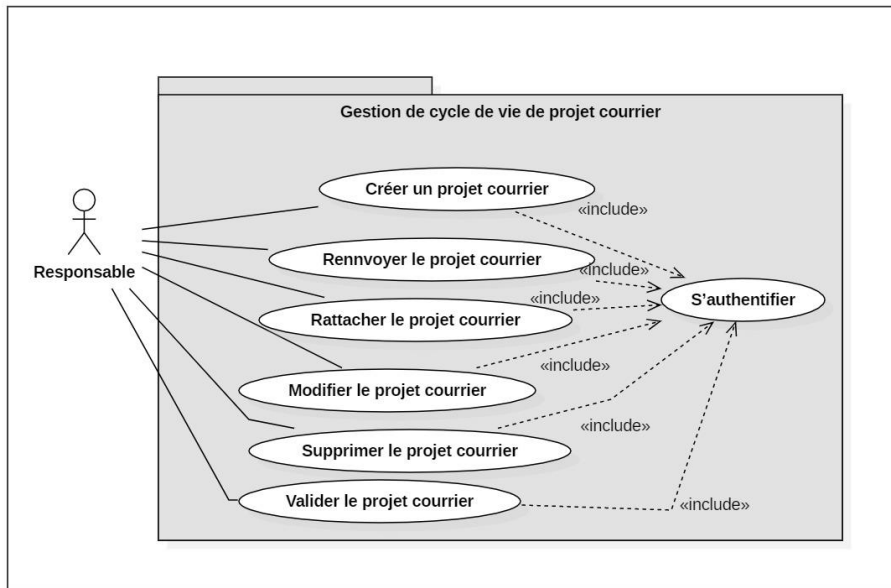 Gestion de cycle de vie de projet courrier
Créer un projet courrier
«include»
Rennvoyer le projet courrier
«include»
Responsable
S'authentifier
«include»
Rattacher le projet courrier
«include»
Modifier le projet courrier
«include»
Supprimer le projet courrier
Valider le projet courrier
«include»